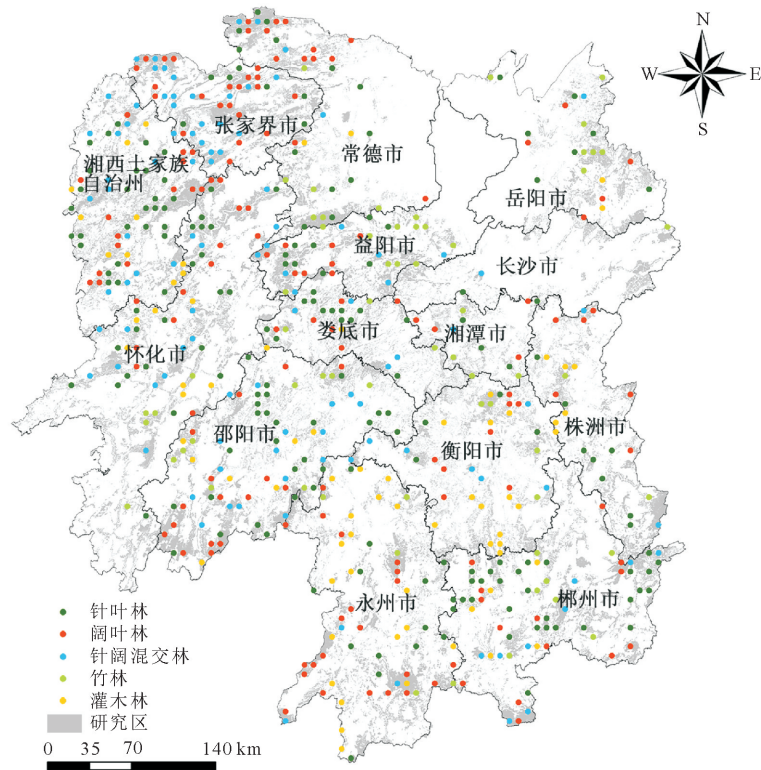 N
W E
S
张家界市
常德市
湘西土家族
自治州
岳阳市
益阳市
长沙市
娄底市
湘潭市
怀化市
邵阳市
衡阳市
株洲市
永州市
郴州市
针叶林
阔叶林
针阔混交林
竹林
灌木林
研究区
0 35 70 140 km